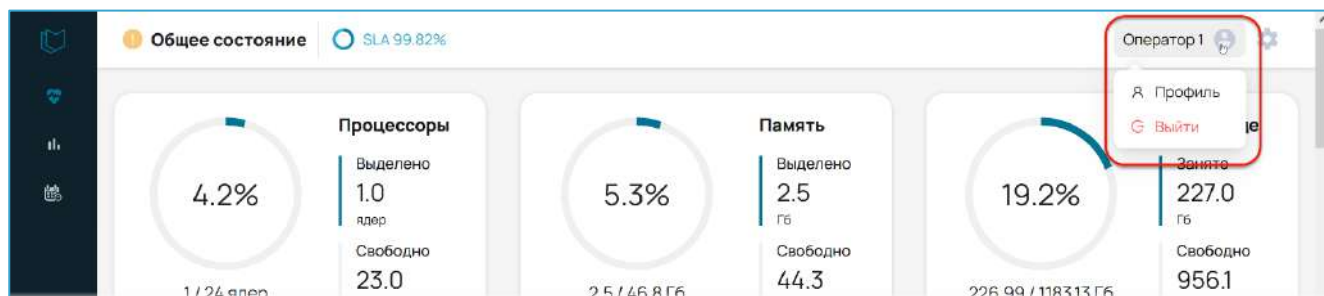 Общее состояние
SLA 99.82%
Оператор 1
Профиль
Выйти
4.2%
Процессоры
Выделено
1.0
ядер
Свободно
23.0
1 / 24 ядер
5.3%
Память
Выделено
2.5
Гб
Свободно
44.3
2.5 / 46.8 Гб
19.2%
Занято
227.0
Гб
Свободно
956.1
226.99 / 1183.13 Гб